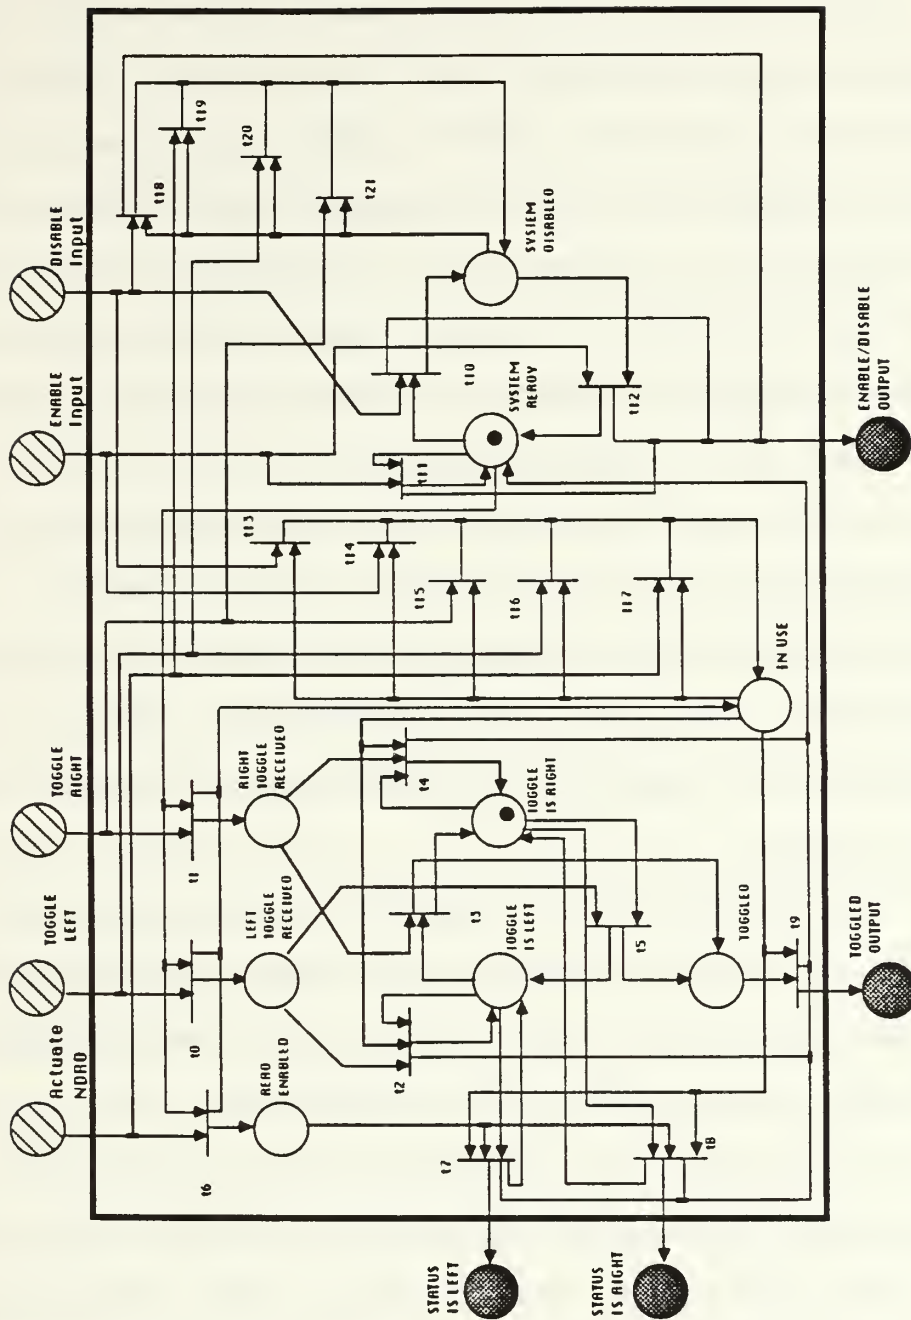 DISABLE
Input
ENABLE
Input
TOGGLE
RIGHT
TOGGLE
LEFT
Actuate
NDRO
t19
t18
t20
t21
SYSTEM
DISABLED
t10
SYSTEM
READY
t12
t11
t13
t14
t15
t16
t17
IN USE
RIGHT
TOGGLE
RECEIVED
t1
t4
TOGGLE
IS RIGHT
LEFT
TOGGLE
RECEIVED
t0
t3
TOGGLE
IS LEFT
t5
TOGGLED
t9
t2
READ
ENABLED
t6
t7
t8
ENABLE/DISABLE
OUTPUT
TOGGLED
OUTPUT
STATUS
IS LEFT
STATUS
IS RIGHT